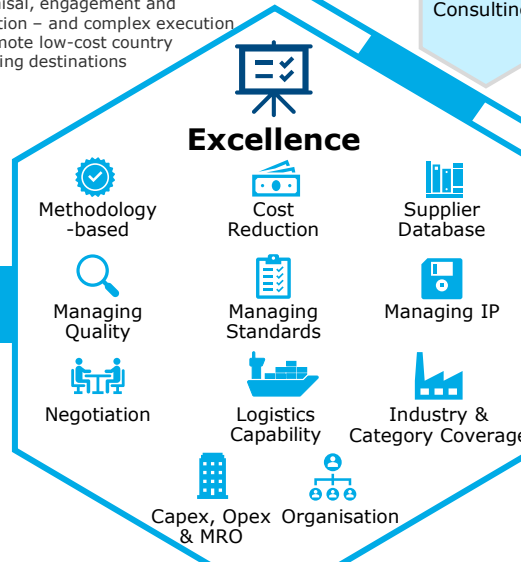 isal, engagement and
tion – and complex execution
mote low-cost country
ing destinations
Consulting
Excellence
Methodology
-based
Cost
Reduction
Supplier
Database
Managing
Quality
Managing
Standards
Managing IP
Negotiation
Logistics
Capability
Industry &
Category Coverage
Capex, Opex
& MRO
Organisation